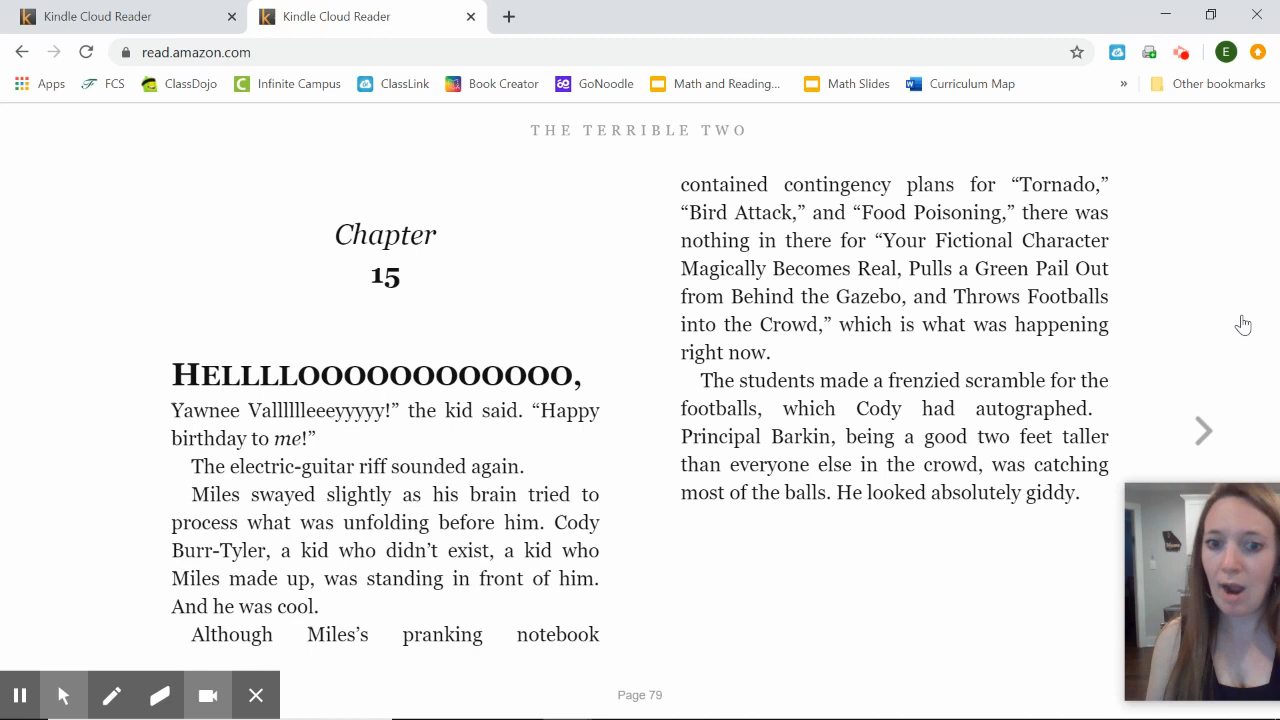 Kindle Cloud Reader
Kindle Cloud Reader
read.amazon.com
E
Apps
FCS
ClassDojo
Infinite Campus
ClassLink
Book Creator
GoNoodle
Math and Reading...
Math Slides
Curriculum Map
»
Other bookmarks
THE TERRIBLE TWO
Chapter
15
HELLLLOOOOOOOOOOOO,
Yawnee Valllllleeeyyyyy!” the kid said. “Happy
birthday to me!”
The electric-guitar riff sounded again.
Miles swayed slightly as his brain tried to
process what was unfolding before him. Cody
Burr-Tyler, a kid who didn’t exist, a kid who
Miles made up, was standing in front of him.
And he was cool.
Although Miles’s pranking notebook
contained contingency plans for “Tornado,”
“Bird Attack,” and “Food Poisoning,” there was
nothing in there for “Your Fictional Character
Magically Becomes Real, Pulls a Green Pail Out
from Behind the Gazebo, and Throws Footballs
into the Crowd,” which is what was happening
right now.
The students made a frenzied scramble for the
footballs, which Cody had autographed.
Principal Barkin, being a good two feet taller
than everyone else in the crowd, was catching
most of the balls. He looked absolutely giddy.
Page 79